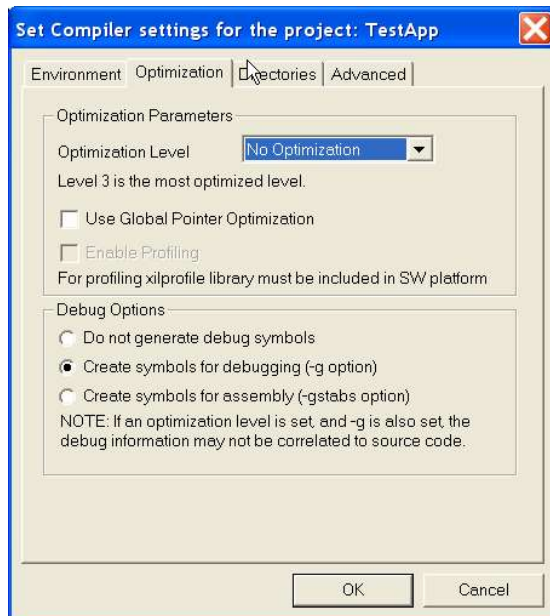 Set Compiler settings for the project: TestApp
Environment Optimization Directories Advanced
Optimization Parameters
Optimization Level No Optimization
Level 3 is the most optimized level.
Use Global Pointer Optimization
Enable Profiling
For profiling xilprofile library must be included in SW platform
Debug Options
Do not generate debug symbols
Create symbols for debugging (-g option)
Create symbols for assembly (-gstabs option)
NOTE: If an optimization level is set, and -g is also set, the
debug information may not be correlated to source code.
OK Cancel